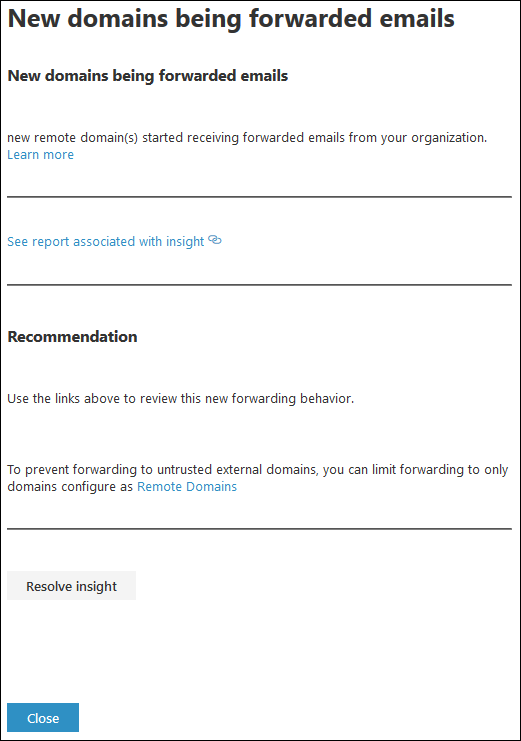 New domains being forwarded emails
New domains being forwarded emails
new remote domain(s) started receiving forwarded emails from your organization.
Learn more
See report associated with insight
Recommendation
Use the links above to review this new forwarding behavior.
To prevent forwarding to untrusted external domains, you can limit forwarding to only
domains configure as Remote Domains
Resolve insight
Close